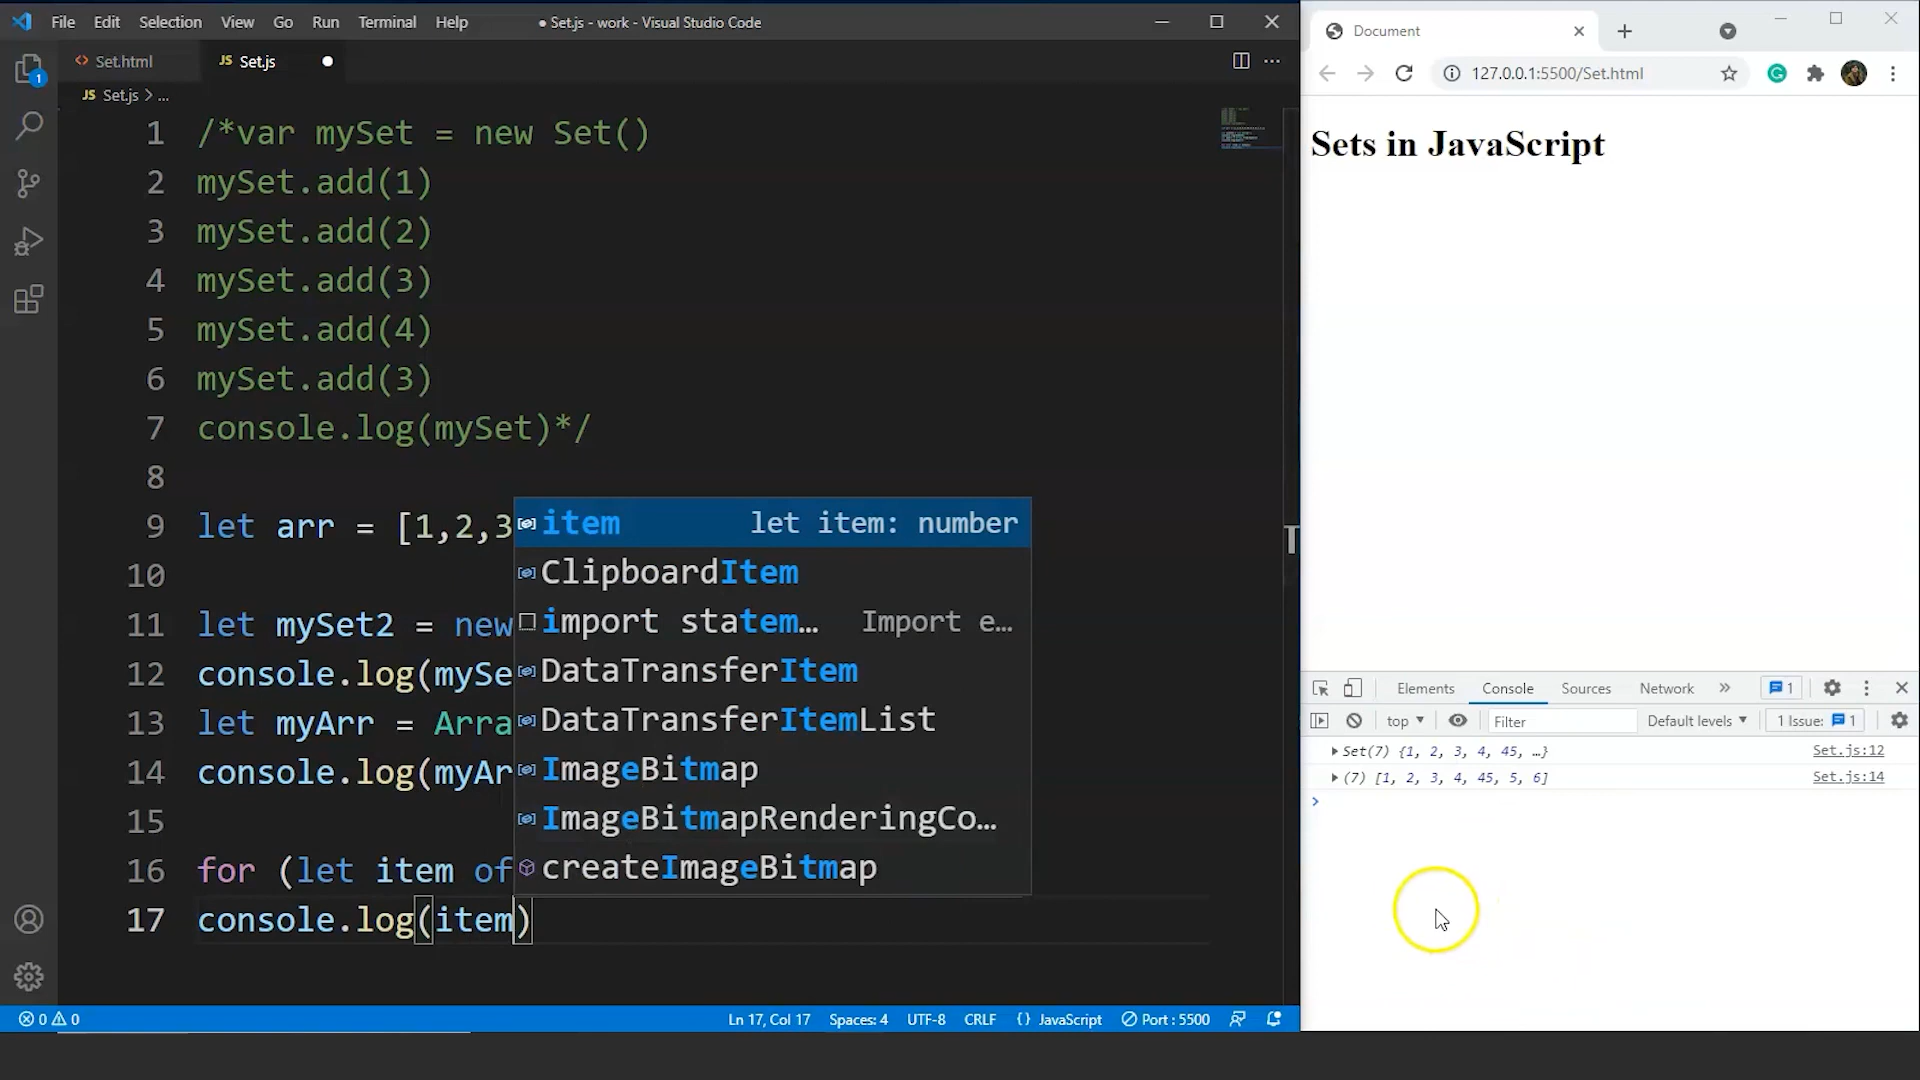 File Edit Selection View Go Run Terminal Help ● Set.js - work - Visual Studio Code
Set.html JS Set.js
JS Set.js > ...
1 /*var mySet = new Set()
2 mySet.add(1)
3 mySet.add(2)
4 mySet.add(3)
5 mySet.add(4)
6 mySet.add(3)
7 console.log(mySet)*/
8
9 let arr = [1,2,3
10
11 let mySet2 = new
12 console.log(mySe
13 let myArr = Arra
14 console.log(myAr
15
16 for (let item of
17 console.log(item)
item let item: number
ClipboardItem
import statem… Import e…
DataTransferItem
DataTransferItemList
ImageBitmap
ImageBitmapRenderingCo…
createImageBitmap
1
0 0 Ln 17, Col 17 Spaces: 4 UTF-8 CRLF {} JavaScript Port : 5500
Document
127.0.0.1:5500/Set.html
Sets in JavaScript
Elements Console Sources Network » 1
top Filter Default levels 1 Issue: 1
Set(7) {1, 2, 3, 4, 45, …} Set.js:12
(7) [1, 2, 3, 4, 45, 5, 6] Set.js:14
>